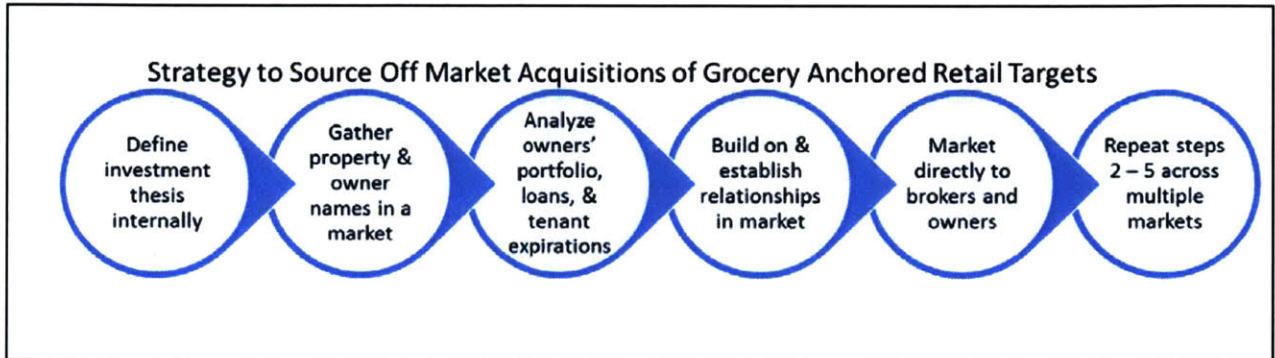 Strategy to Source Off Market Acquisitions of Grocery Anchored Retail Targets
Define
investment
thesis
internally
Gather
property &
owner
names in a
market
Analyze
owners'
portfolio,
loans, &
tenant
expirations
Build on &
establish
relationships
in market
Market
directly to
brokers and
owners
Repeat steps
2 – 5 across
multiple
markets